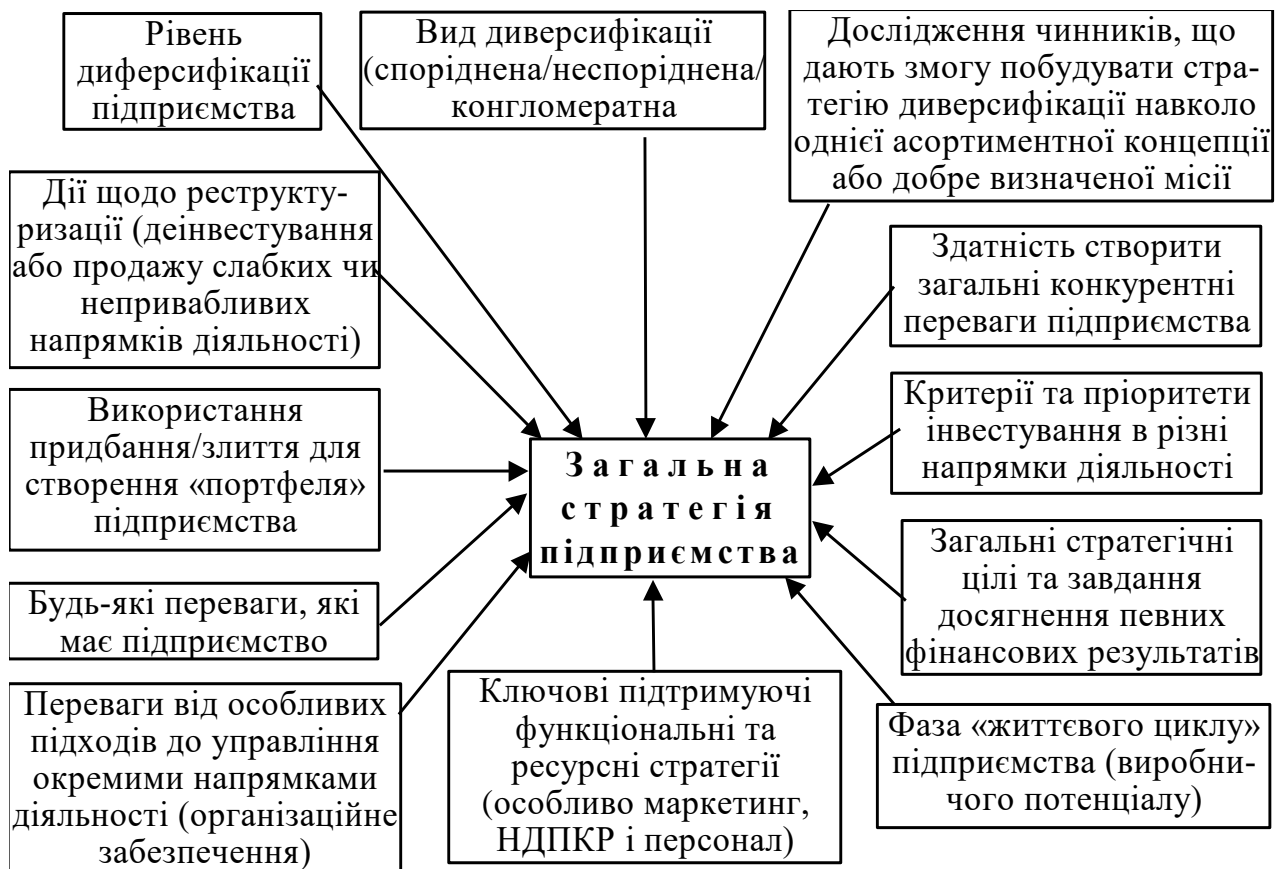 Рівень
диферсифікації
підприємства
Вид диверсифікації
(споріднена/неспоріднена/
конгломератна
Дослідження чинників, що
дають змогу побудувати стра-
тегію диверсифікації навколо
однієї асортиментної концепції
або добре визначеної місії
Дії щодо реструкту-
ризації (деінвестування
або продажу слабких чи
непривабливих
напрямків діяльності)
Здатність створити
загальні конкурентні
переваги підприємства
Використання
придбання/злиття для
створення «портфеля»
підприємства
Загальна
стратегія
підприємства
Критерії та пріоритети
інвестування в різні
напрямки діяльності
Будь-які переваги, які
має підприємство
Загальні стратегічні
цілі та завдання
досягнення певних
фінансових результатів
Переваги від особливих
підходів до управління
окремими напрямками
діяльності (організаційне
забезпечення)
Ключові підтримуючі
функціональні та
ресурсні стратегії
(особливо маркетинг,
НДПКР і персонал)
Фаза «життєвого циклу»
підприємства (виробни-
чого потенціалу)